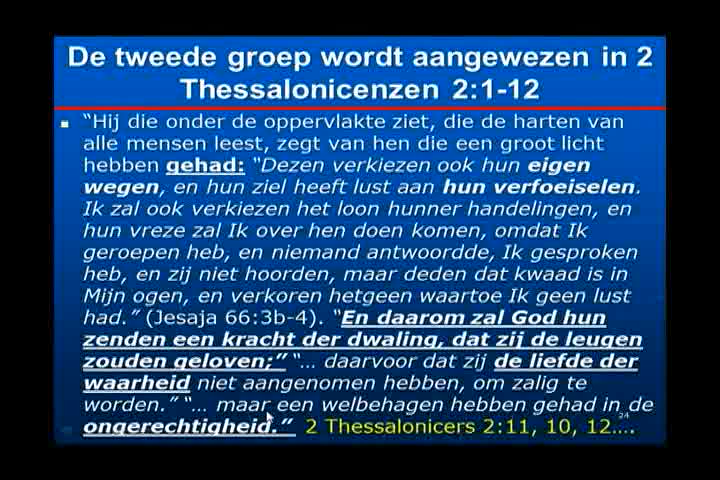 De tweede groep wordt aangewezen in 2
Thessalonicenzen 2:1-12
“Hij die onder de oppervlakte ziet, die de harten van
alle mensen leest, zegt van hen die een groot licht
hebben gehad: “Dezen verkiezen ook hun eigen
wegen, en hun ziel heeft lust aan hun verfoeiselen.
Ik zal ook verkiezen het loon hunner handelingen, en
hun vreze zal Ik over hen doen komen, omdat Ik
geroepen heb, en niemand antwoordde, Ik gesproken
heb, en zij niet hoorden, maar deden dat kwaad is in
Mijn ogen, en verkoren hetgeen waartoe Ik geen lust
had.” (Jesaja 66:3b-4). “En daarom zal God hun
zenden een kracht der dwaling, dat zij de leugen
zouden geloven;” “… daarvoor dat zij de liefde der
waarheid niet aangenomen hebben, om zalig te
worden.” “… maar een welbehagen hebben gehad in de
ongerechtigheid.” 2 Thessalonicers 2:11, 10, 12….
24